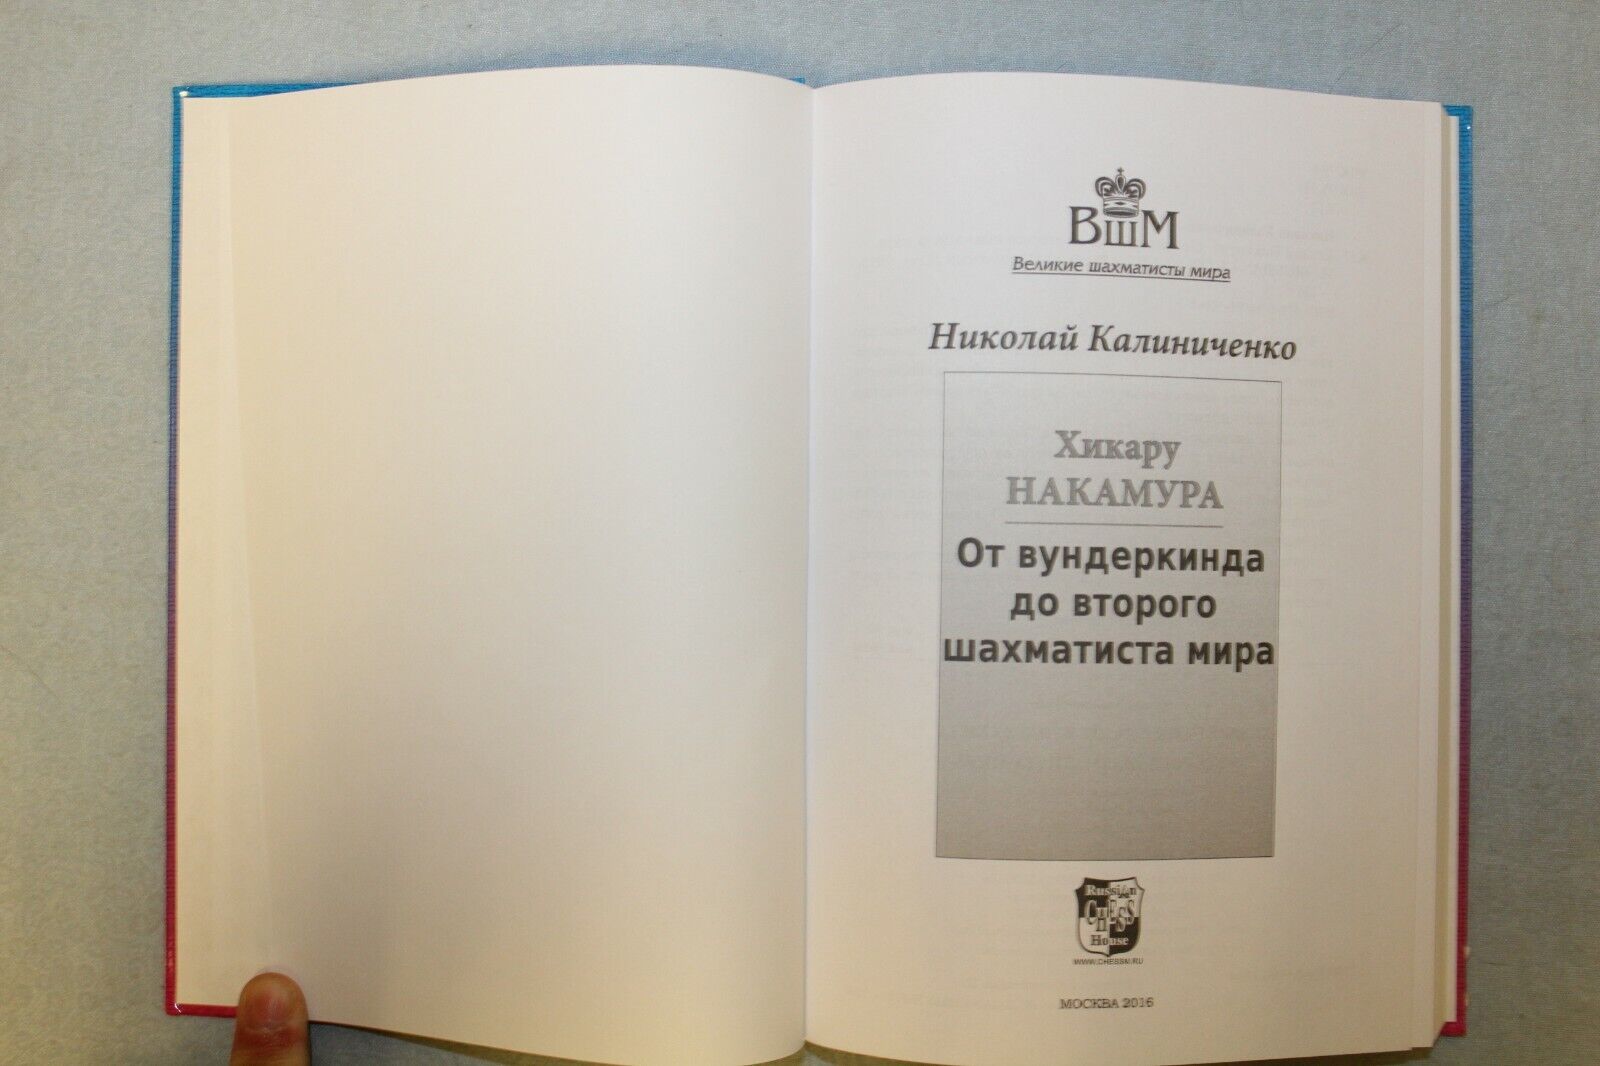 ВшМ
Великие шахматисты мира
Николай Калиниченко
Хикару
НАКАМУРА
От вундеркинда
до второго
шахматиста мира
Russian
CHESS
House
WWW.CHESSM.RU
МОСКВА 2016